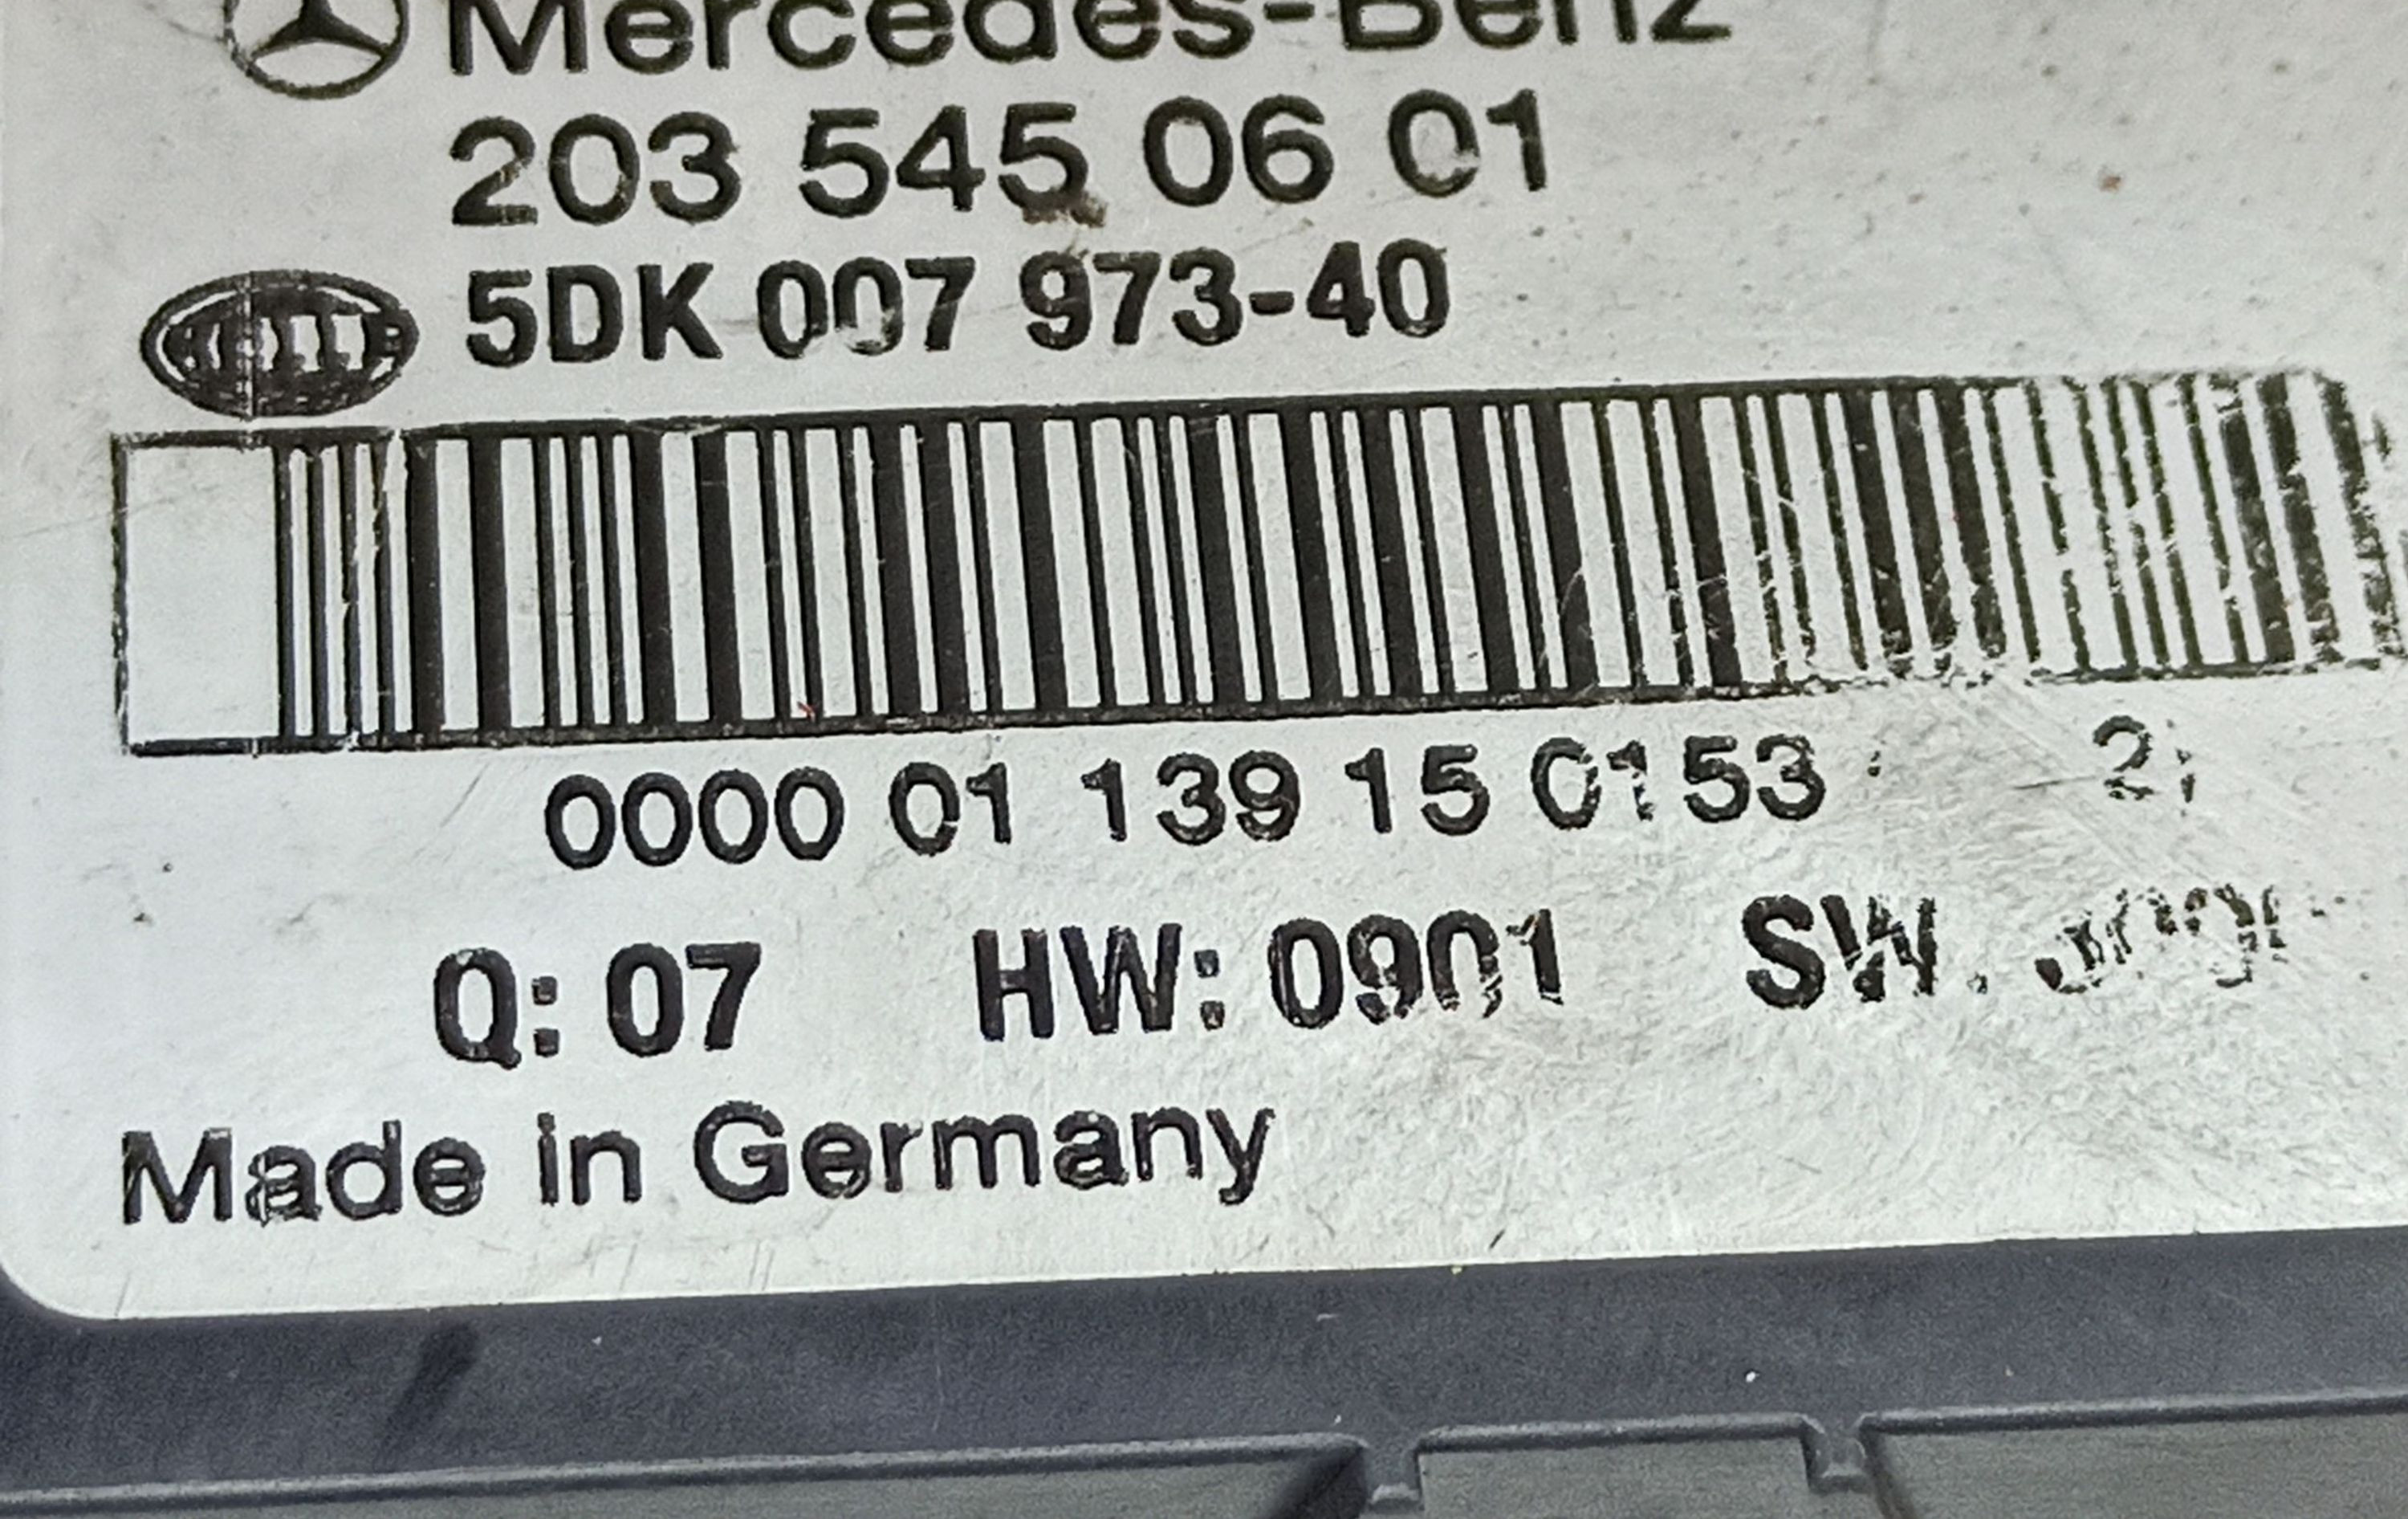 Mercedes-Benz
203 545 06 01
5DK 007 973-40
0000 01 139 15 0153
Q: 07 HW: 0901 SW.
Made in Germany